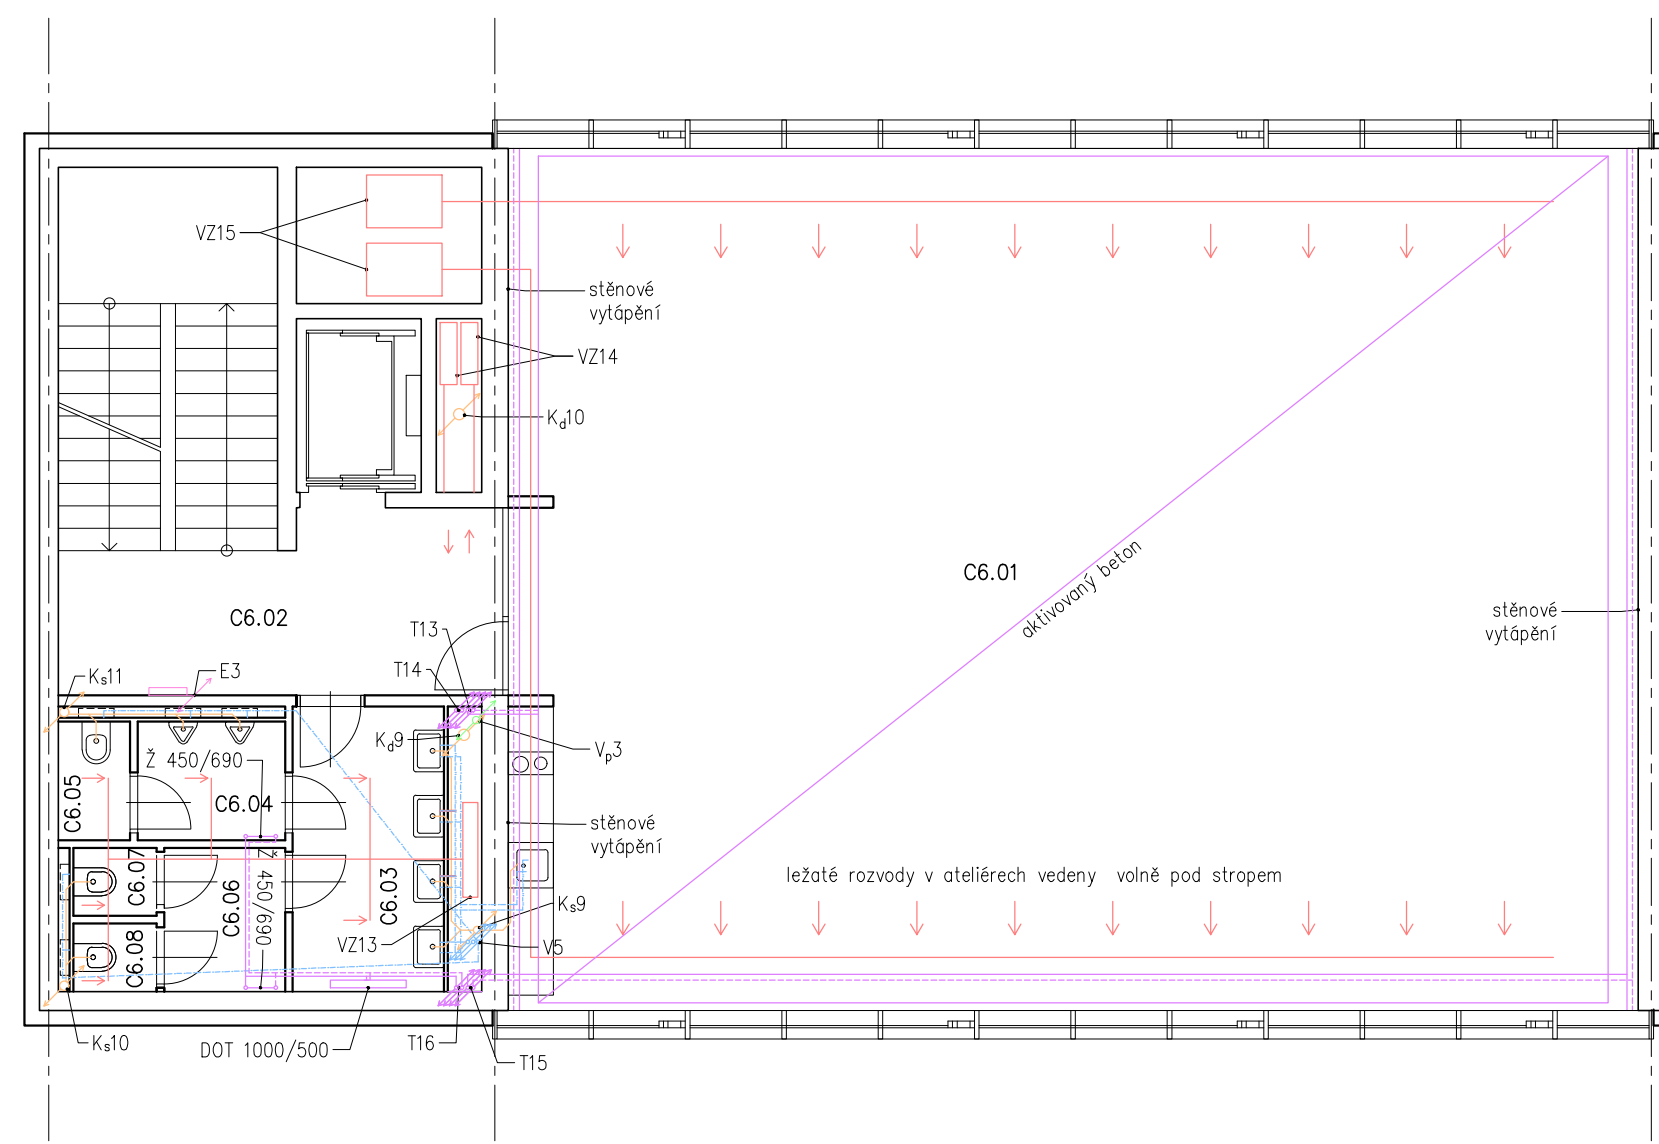 VZ15
stěnové
vytápění
VZ14
Kd10
aktivovaný beton
C6.01
C6.02
stěnové
vytápění
T13
T14
E3
Ks11
Kd9
Vp3
Ž 450/690
C6.05
C6.04
stěnové
vytápění
C6.07
C6.06
Ž 450/690
C6.03
ležaté rozvody v ateliérech vedeny volně pod stropem
Ks9
VZ13
V5
C6.08
Ks10
DOT 1000/500
T16
T15